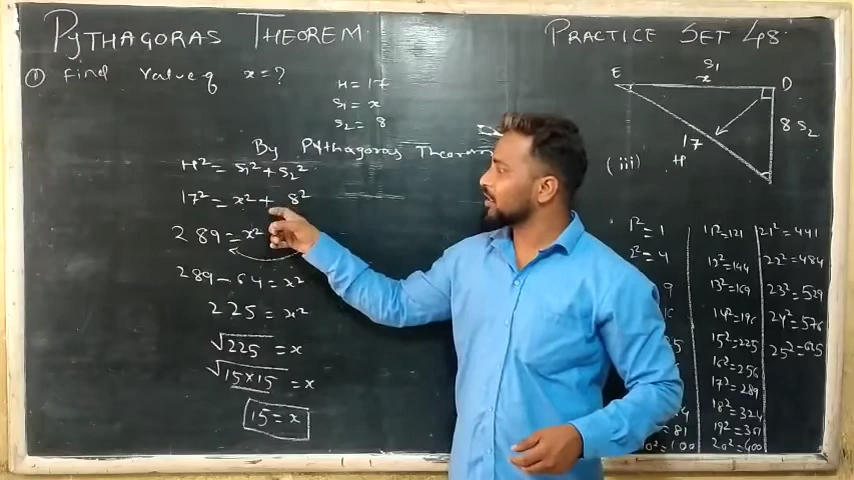 PYTHAGORAS THEOREM
PRACTICE SET 48.
① Find value of x = ?
H = 17
S₁ = x
S₂ = 8
By Pythagoras Theorem
H² = S₁² + S₂²
17² = x² + 8²
289 = x²
289 - 64 = x²
225 = x²
√225 = x
√15×15 = x
15 = x
E
S₁
x
D
8 S₂
17
H
(iii)
1² = 1
2² = 4
11² = 121
12² = 144
13² = 169
14² = 196
15² = 225
16² = 256
17² = 289
18² = 324
19² = 361
20² = 400
21² = 441
22² = 484
23² = 529
24² = 576
25² = 625